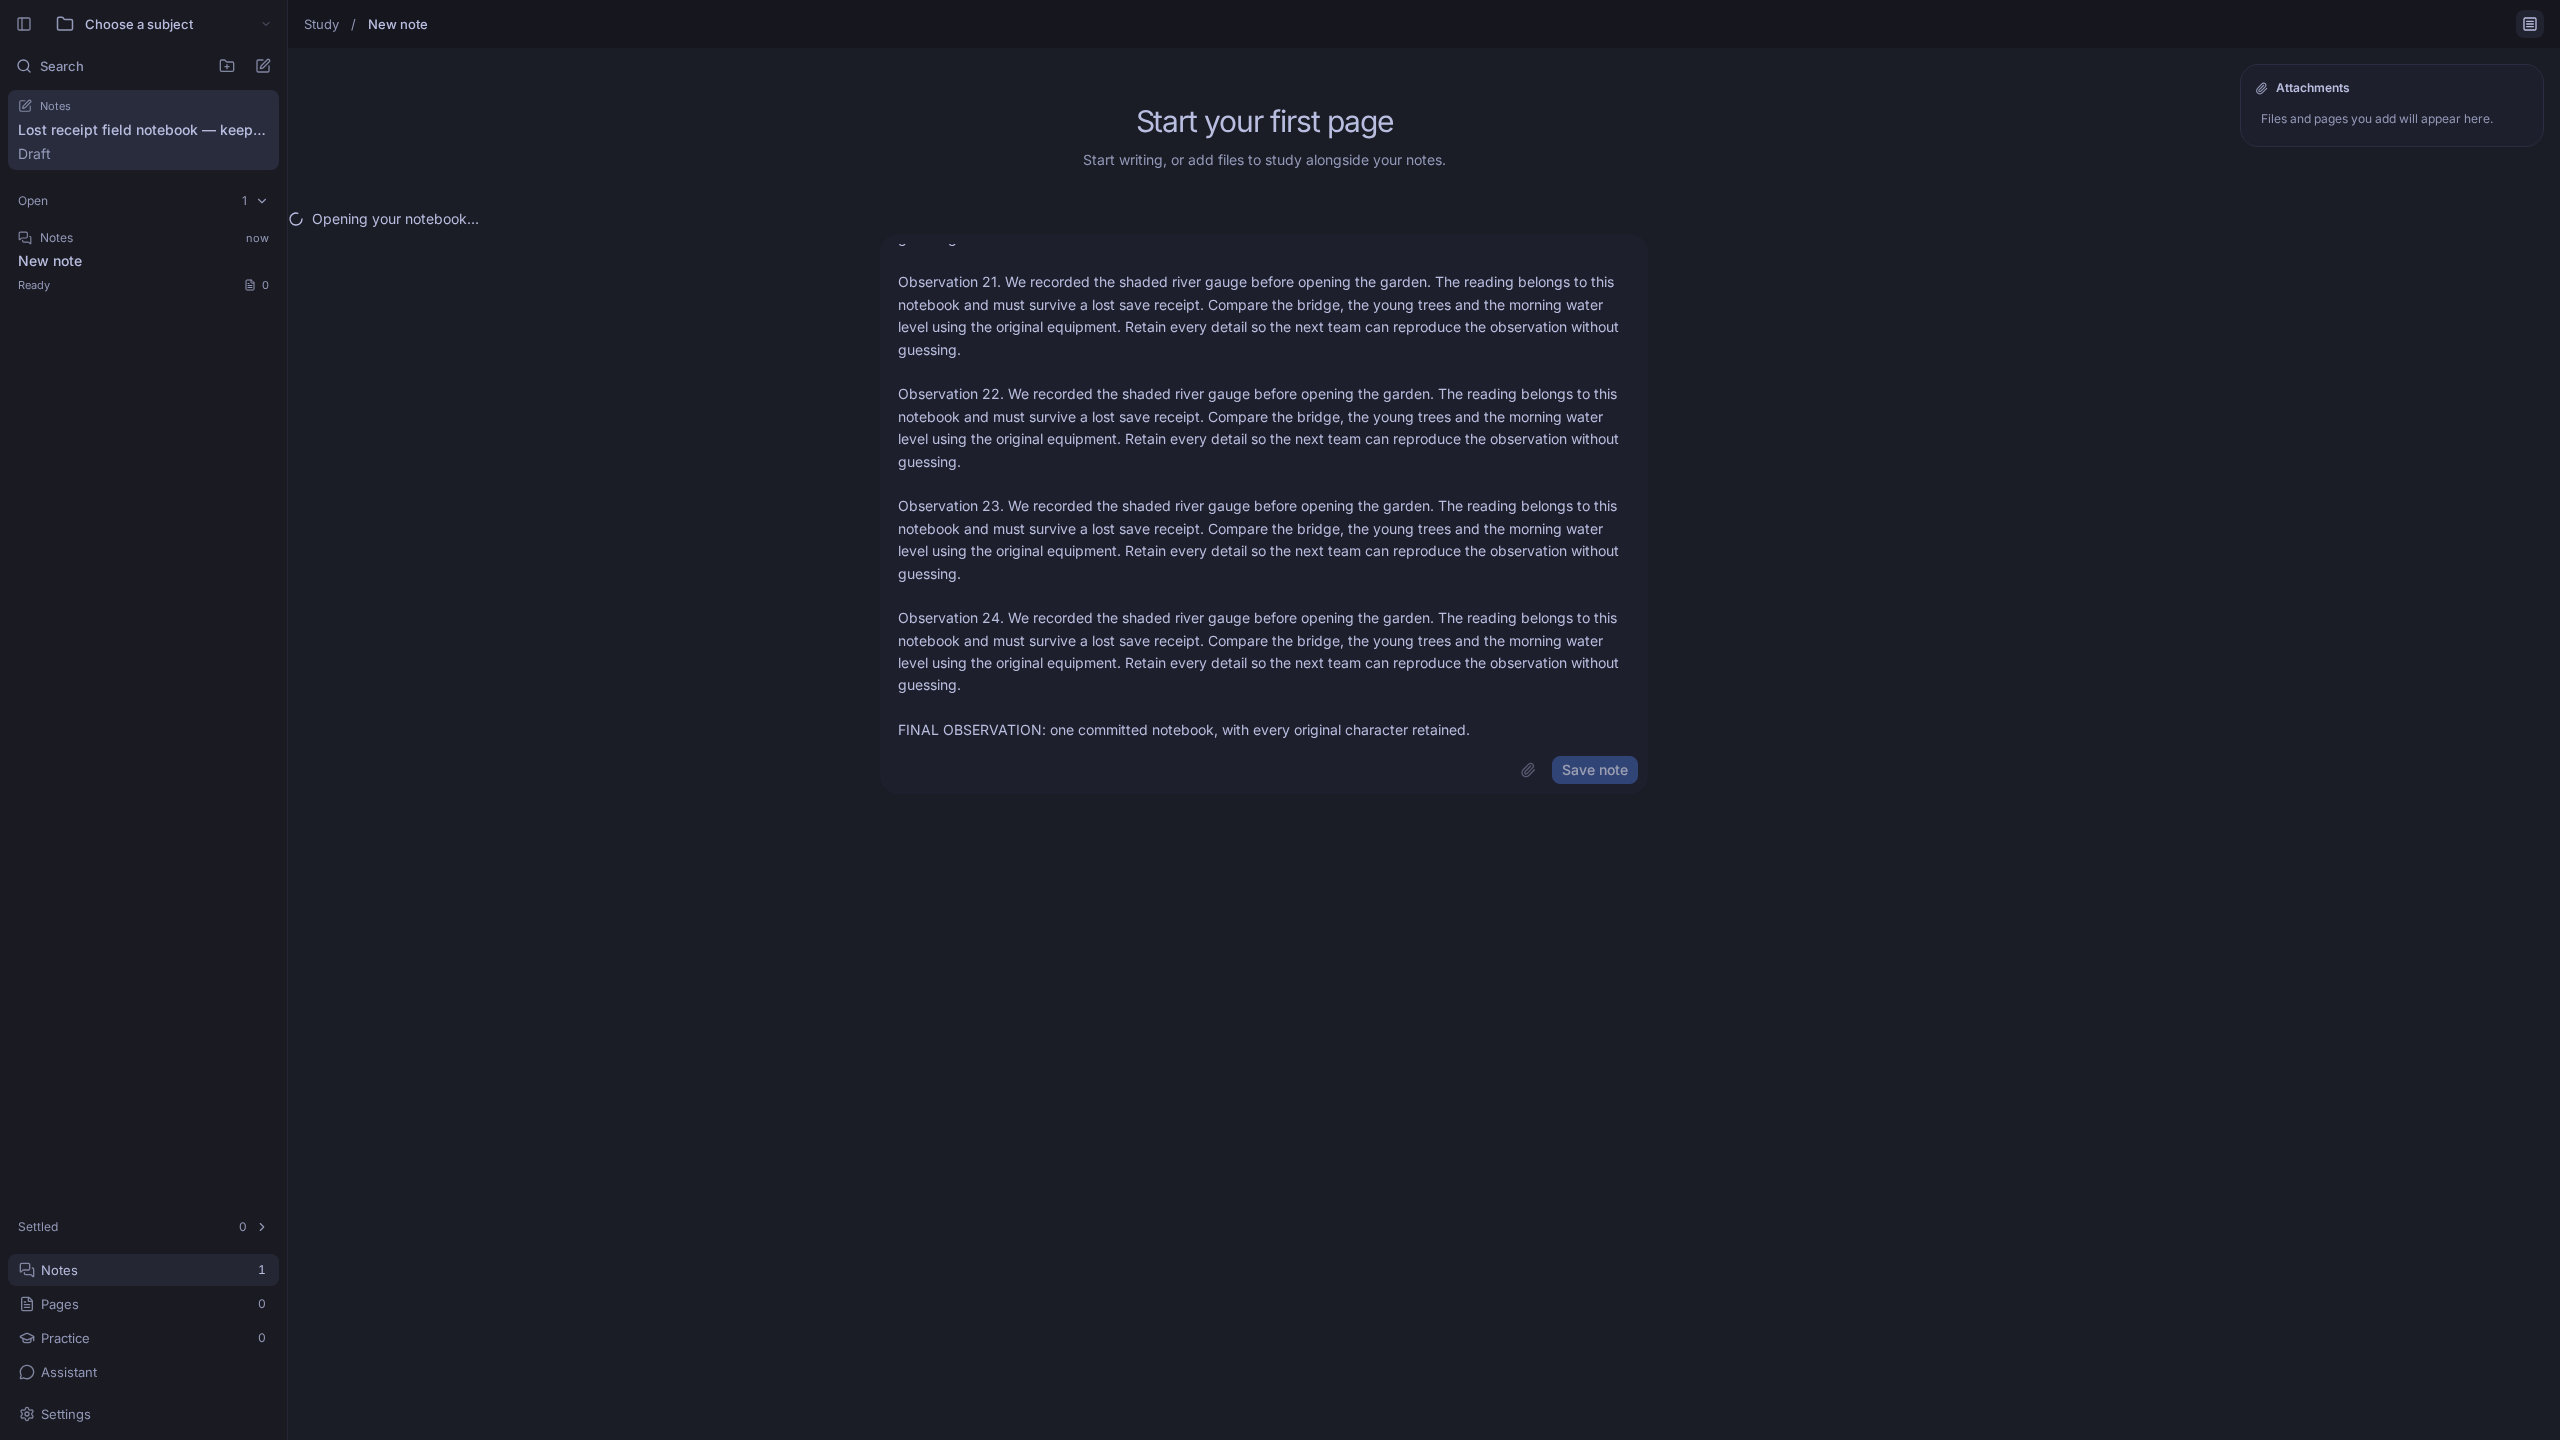 Choose a subject
Search
Notes
Lost receipt field notebook — keep...
Draft
Open 1
Notes now
New note
Ready 0
Settled 0
Notes 1
Pages 0
Practice 0
Assistant
Settings
Study / New note
Start your first page
Start writing, or add files to study alongside your notes.
Opening your notebook...
Observation 21. We recorded the shaded river gauge before opening the garden. The reading belongs to this
notebook and must survive a lost save receipt. Compare the bridge, the young trees and the morning water
level using the original equipment. Retain every detail so the next team can reproduce the observation without
guessing.
Observation 22. We recorded the shaded river gauge before opening the garden. The reading belongs to this
notebook and must survive a lost save receipt. Compare the bridge, the young trees and the morning water
level using the original equipment. Retain every detail so the next team can reproduce the observation without
guessing.
Observation 23. We recorded the shaded river gauge before opening the garden. The reading belongs to this
notebook and must survive a lost save receipt. Compare the bridge, the young trees and the morning water
level using the original equipment. Retain every detail so the next team can reproduce the observation without
guessing.
Observation 24. We recorded the shaded river gauge before opening the garden. The reading belongs to this
notebook and must survive a lost save receipt. Compare the bridge, the young trees and the morning water
level using the original equipment. Retain every detail so the next team can reproduce the observation without
guessing.
FINAL OBSERVATION: one committed notebook, with every original character retained.
Save note
Attachments
Files and pages you add will appear here.